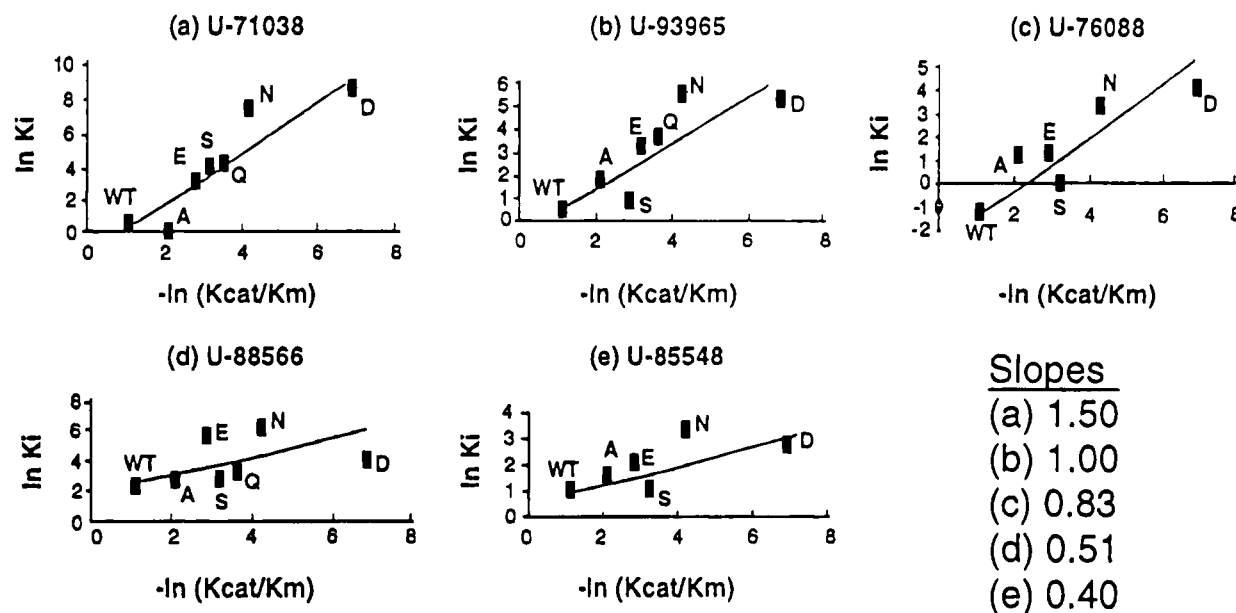 (a) U-71038
10
8
6
4
2
0
ln Ki
WT
A
E
S
Q
N
D
0 2 4 6 8
-ln (Kcat/Km)
(b) U-93965
6
5
4
3
2
1
0
ln Ki
WT
A
E
S
Q
N
D
0 2 4 6 8
-ln (Kcat/Km)
(c) U-76088
5
4
3
2
1
0
-1
-2
ln Ki
WT
A
E
S
N
D
0 2 4 6 8
-ln (Kcat/Km)
(d) U-88566
8
6
4
2
0
ln Ki
WT
A
E
S
Q
N
D
0 2 4 6 8
-ln (Kcat/Km)
(e) U-85548
4
3
2
1
0
ln Ki
WT
A
E
S
N
D
0 2 4 6 8
-ln (Kcat/Km)
Slopes
(a) 1.50
(b) 1.00
(c) 0.83
(d) 0.51
(e) 0.40